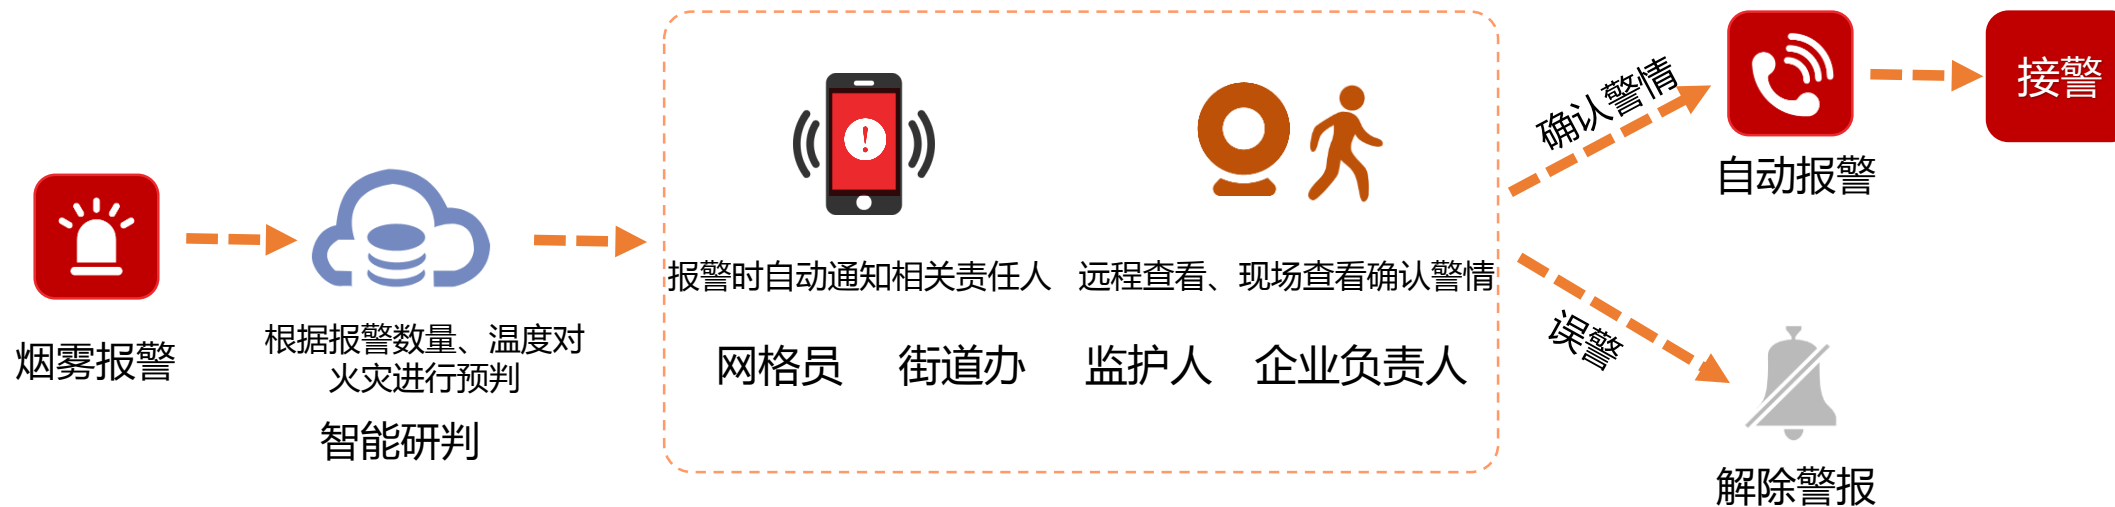 烟雾报警
根据报警数量、温度对
火灾进行预判
智能研判
报警时自动通知相关责任人
远程查看、现场查看确认警情
网格员
街道办
监护人
企业负责人
确认警情
误警
自动报警
接警
解除警报